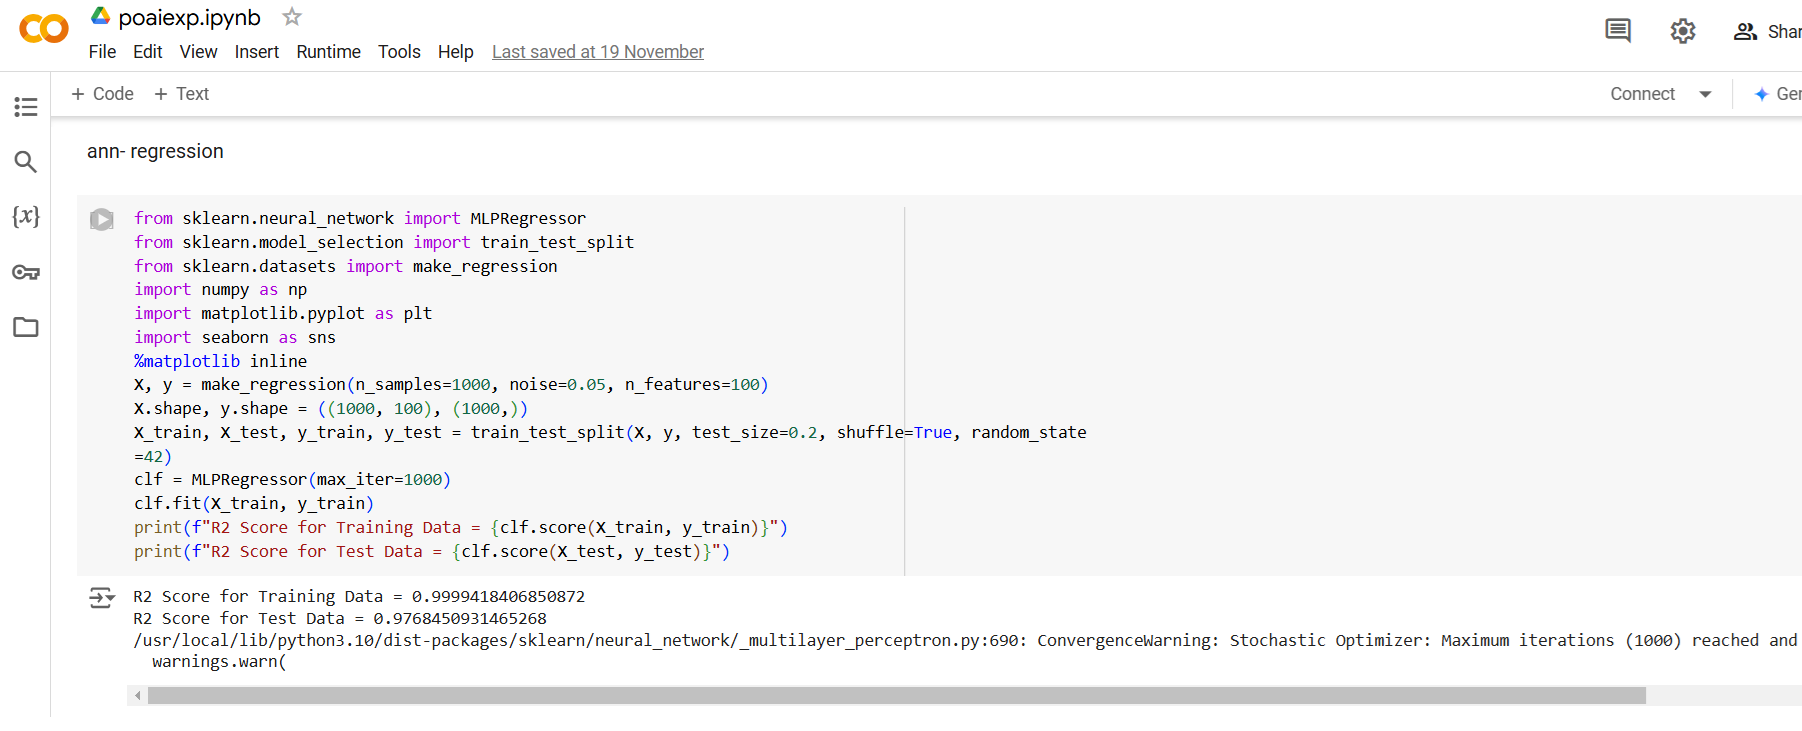 poaiexp.ipynb
File Edit View Insert Runtime Tools Help Last saved at 19 November
+ Code + Text
Connect
ann- regression
from sklearn.neural_network import MLPRegressor
from sklearn.model_selection import train_test_split
from sklearn.datasets import make_regression
import numpy as np
import matplotlib.pyplot as plt
import seaborn as sns
%matplotlib inline
X, y = make_regression(n_samples=1000, noise=0.05, n_features=100)
X.shape, y.shape = ((1000, 100), (1000,))
X_train, X_test, y_train, y_test = train_test_split(X, y, test_size=0.2, shuffle=True, random_state
=42)
clf = MLPRegressor(max_iter=1000)
clf.fit(X_train, y_train)
print(f"R2 Score for Training Data = {clf.score(X_train, y_train)}")
print(f"R2 Score for Test Data = {clf.score(X_test, y_test)}")
R2 Score for Training Data = 0.9999418406850872
R2 Score for Test Data = 0.9768450931465268
/usr/local/lib/python3.10/dist-packages/sklearn/neural_network/_multilayer_perceptron.py:690: ConvergenceWarning: Stochastic Optimizer: Maximum iterations (1000) reached and
warnings.warn(